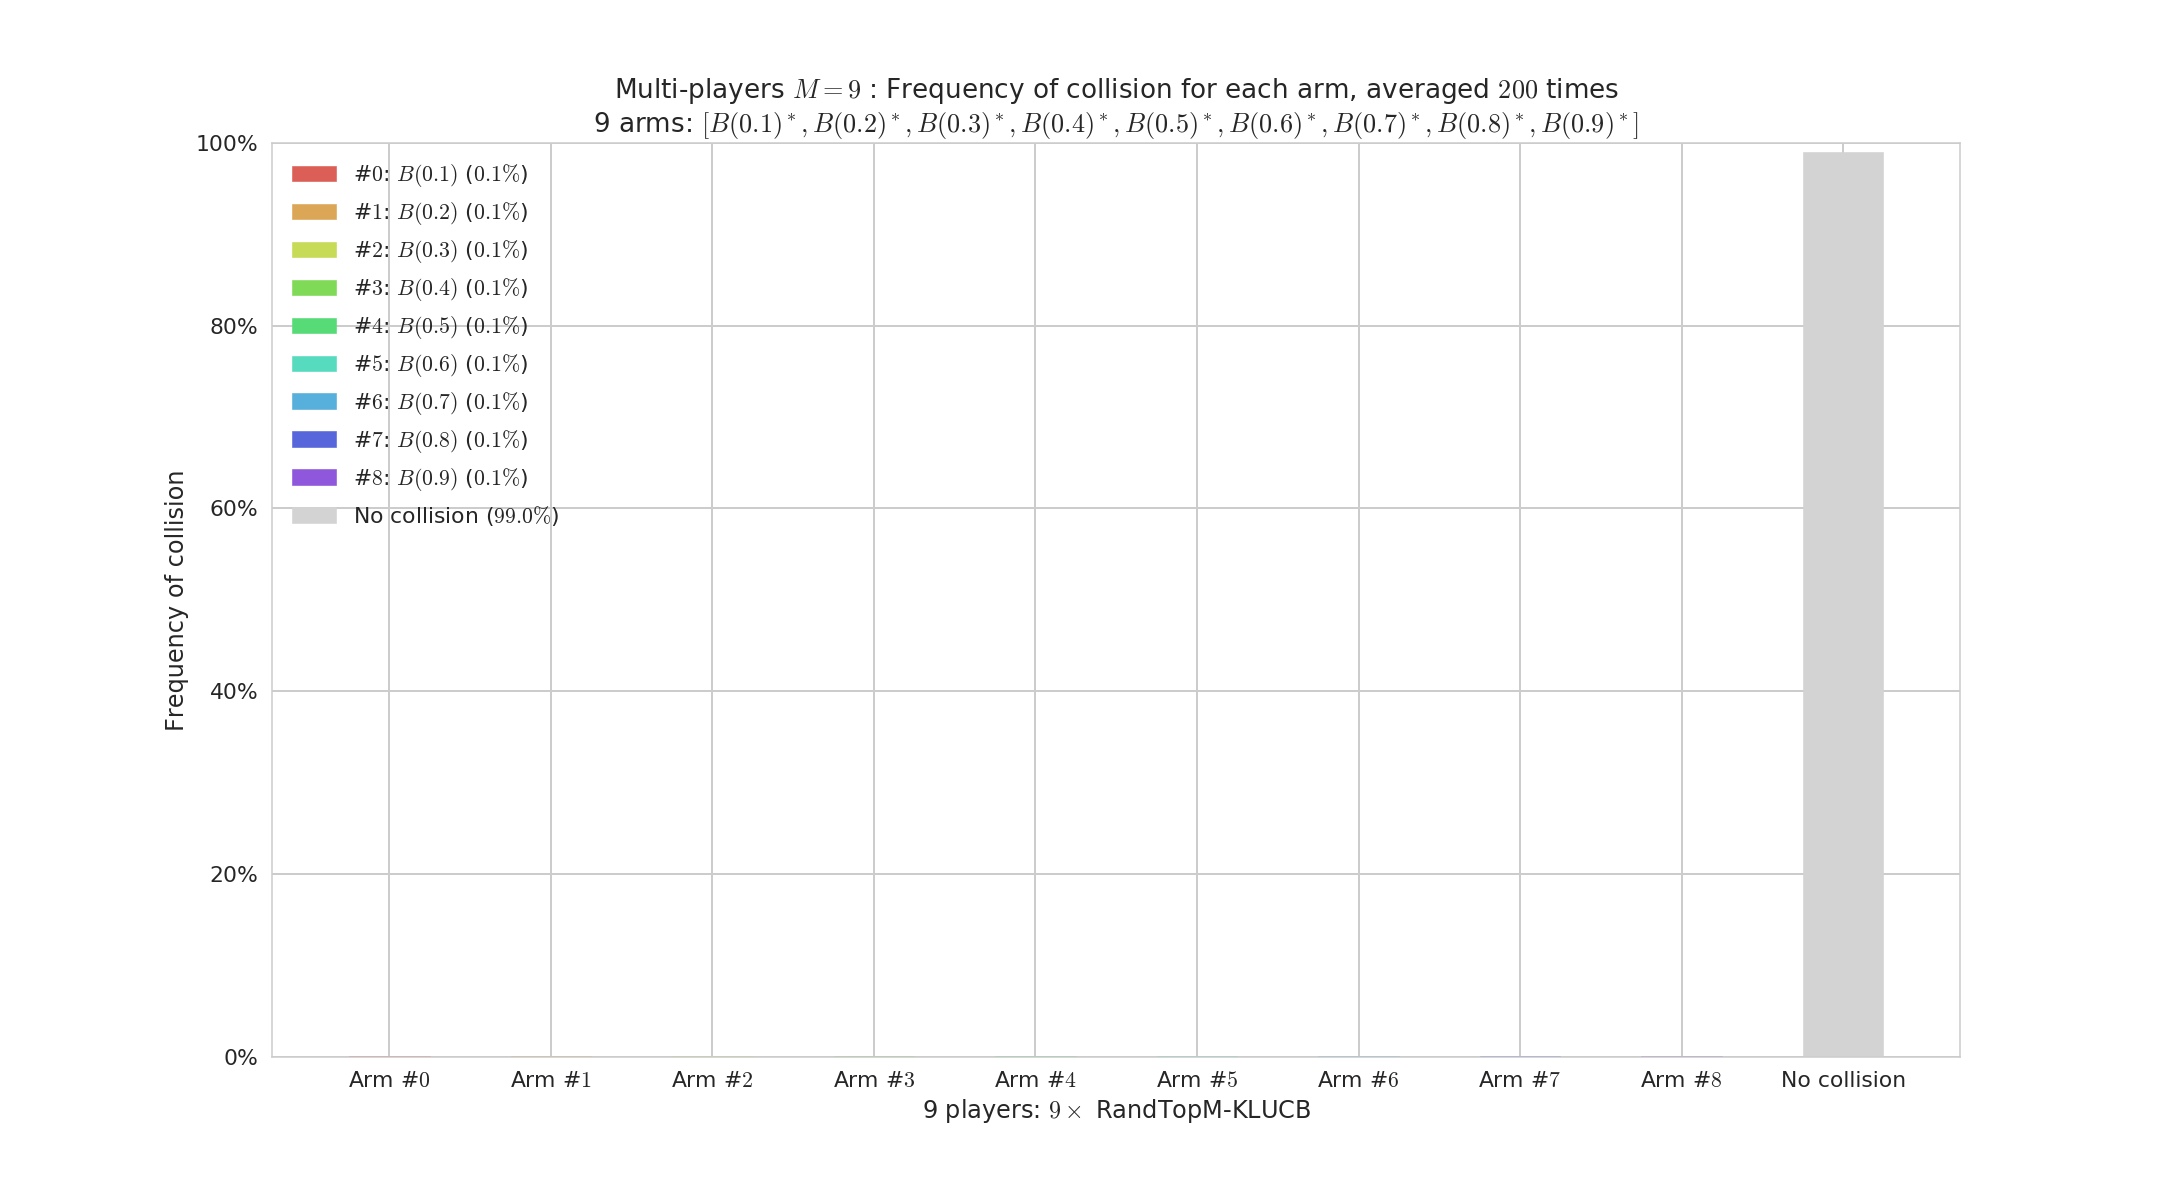 Multi-players M = 9 : Frequency of collision for each arm, averaged 200 times
9 arms: [B(0.1)*, B(0.2)*, B(0.3)*, B(0.4)*, B(0.5)*, B(0.6)*, B(0.7)*, B(0.8)*, B(0.9)*]
100%
80%
60%
40%
20%
0%
Frequency of collision
#0: B(0.1) (0.1%)
#1: B(0.2) (0.1%)
#2: B(0.3) (0.1%)
#3: B(0.4) (0.1%)
#4: B(0.5) (0.1%)
#5: B(0.6) (0.1%)
#6: B(0.7) (0.1%)
#7: B(0.8) (0.1%)
#8: B(0.9) (0.1%)
No collision (99.0%)
Arm #0 Arm #1 Arm #2 Arm #3 Arm #4 Arm #5 Arm #6 Arm #7 Arm #8 No collision
9 players: 9× RandTopM-KLUCB